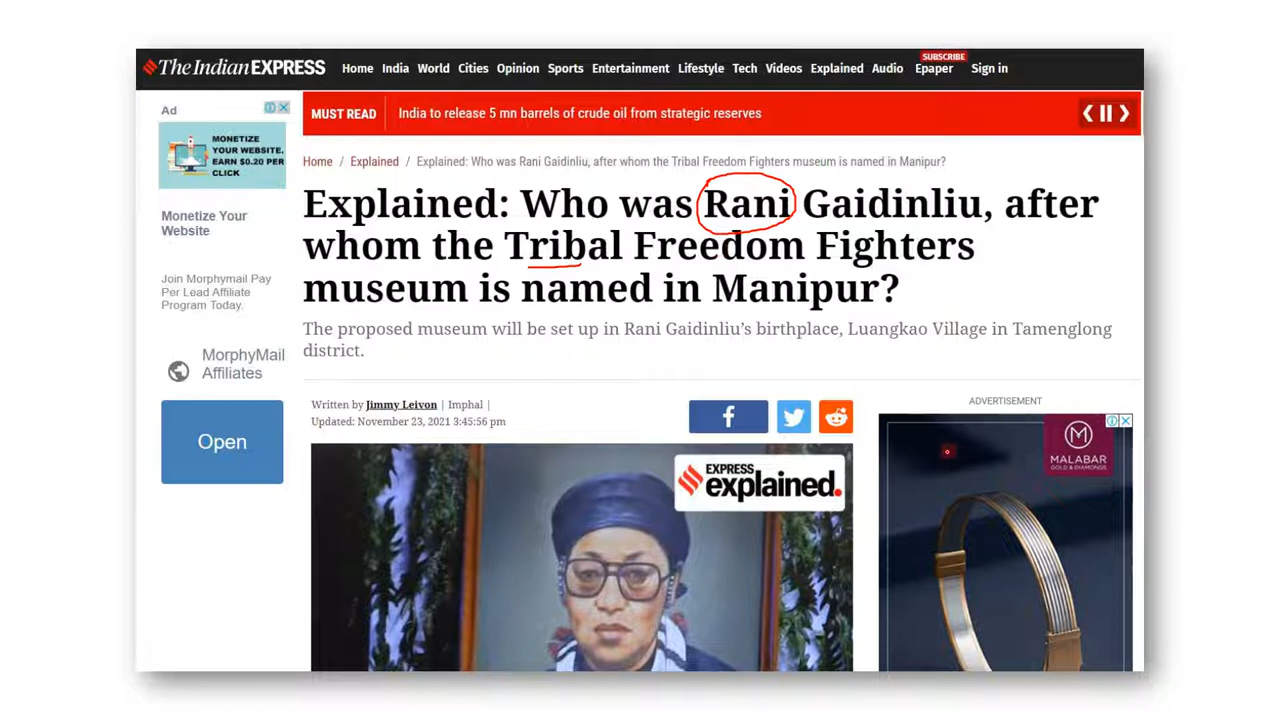 The Indian EXPRESS
Home India World Cities Opinion Sports Entertainment Lifestyle Tech Videos Explained Audio Epaper Sign in
SUBSCRIBE
MUST READ India to release 5 mn barrels of crude oil from strategic reserves
Ad
MONETIZE
YOUR WEBSITE.
EARN $0.20 PER
CLICK
Monetize Your
Website
Join Morphymail Pay
Per Lead Affiliate
Program Today.
MorphyMail
Affiliates
Open
Home / Explained / Explained: Who was Rani Gaidinliu, after whom the Tribal Freedom Fighters museum is named in Manipur?
Explained: Who was Rani Gaidinliu, after
whom the Tribal Freedom Fighters
museum is named in Manipur?
The proposed museum will be set up in Rani Gaidinliu’s birthplace, Luangkao Village in Tamenglong
district.
Written by Jimmy Leivon | Imphal |
Updated: November 23, 2021 3:45:56 pm
EXPRESS
explained.
ADVERTISEMENT
MALABAR
GOLD & DIAMONDS